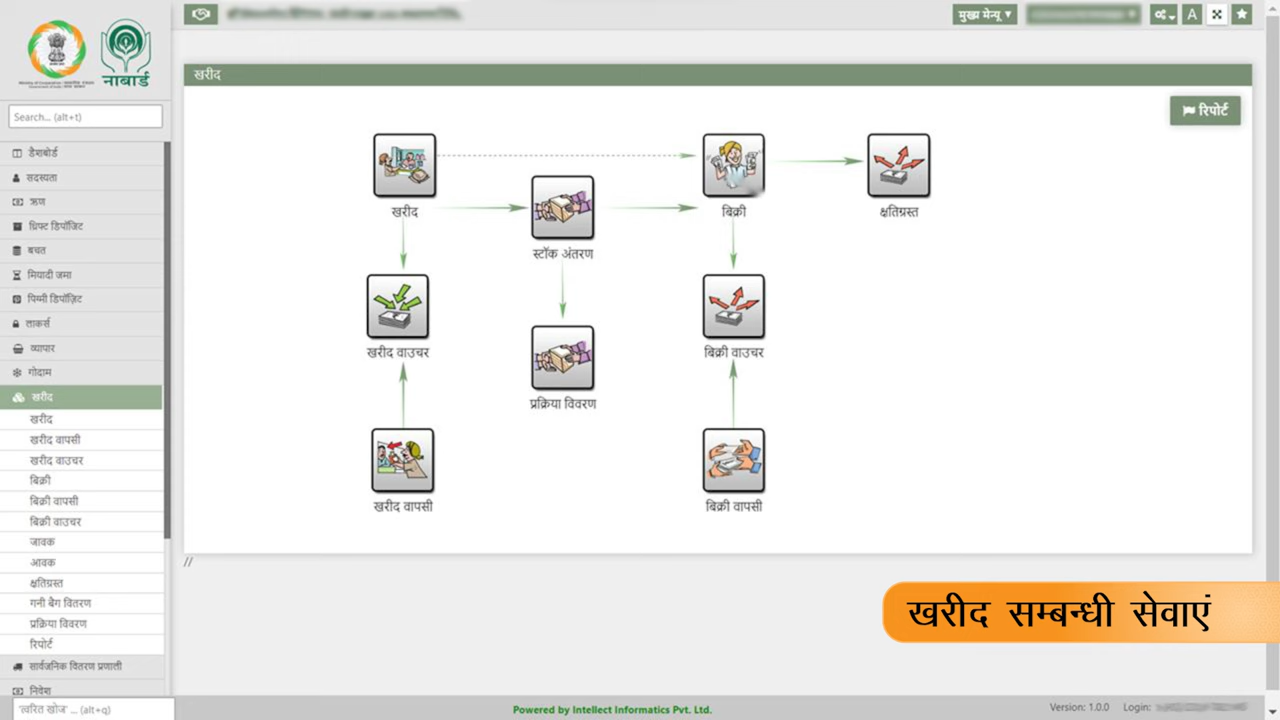 मुख्य मेन्यू
A
नाबार्ड
Search... (alt+t)
खरीद
रिपोर्ट
डैशबोर्ड
सदस्यता
ऋण
थ्रिफ्ट डिपॉजिट
बचत
मियादी जमा
पिग्मी डिपॉज़िट
लाकर्स
व्यापार
गोदाम
खरीद
खरीद
खरीद वापसी
खरीद वाउचर
बिक्री
बिक्री वापसी
बिक्री वाउचर
जावक
आवक
क्षतिग्रस्त
गनी बैग वितरण
प्रक्रिया विवरण
रिपोर्ट
सार्वजनिक वितरण प्रणाली
निवेश
'त्वरित खोज' ... (alt+q)
खरीद
बिक्री
क्षतिग्रस्त
स्टॉक अंतरण
खरीद वाउचर
बिक्री वाउचर
प्रक्रिया विवरण
खरीद वापसी
बिक्री वापसी
//
खरीद सम्बन्धी सेवाएं
Powered by Intellect Informatics Pvt. Ltd.
Version: 1.0.0 Login: